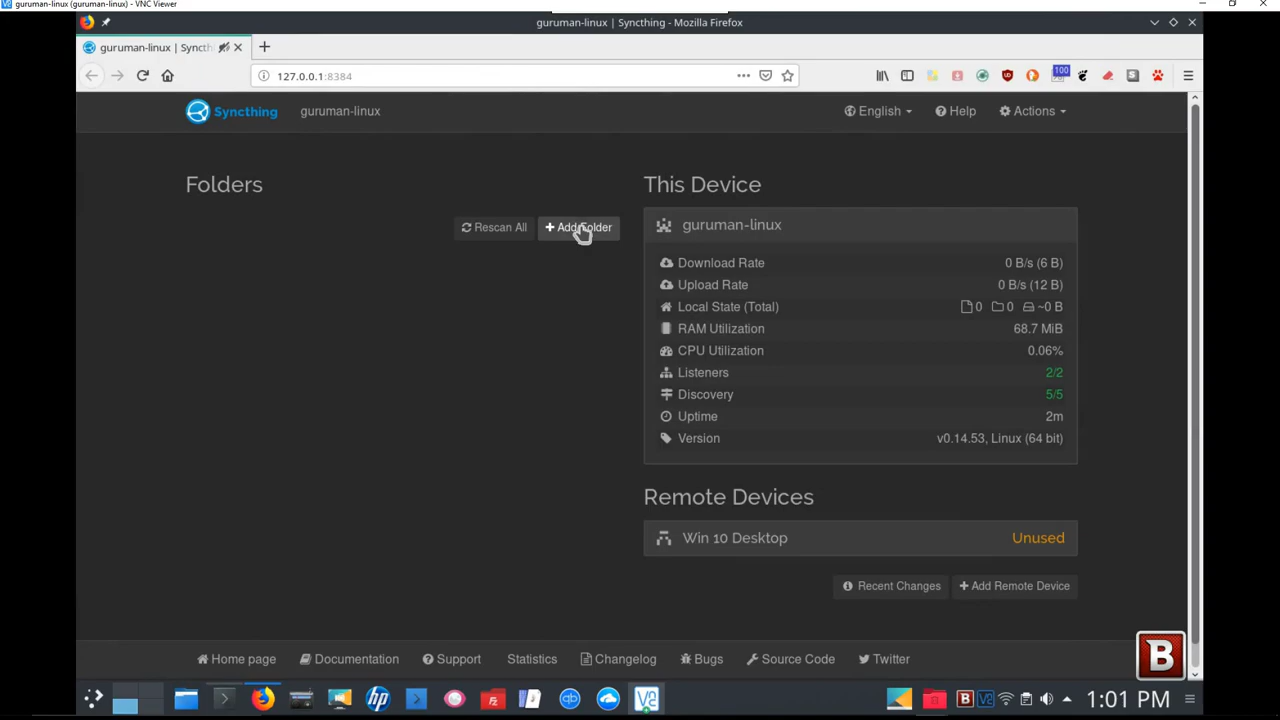 guruman-linux (guruman-linux) - VNC Viewer
guruman-linux | Syncthing - Mozilla Firefox
guruman-linux | Syncth
127.0.0.1:8384
100
S
Syncthing
guruman-linux
English
Help
Actions
Folders
Rescan All
Add Folder
This Device
guruman-linux
Download Rate 0 B/s (6 B)
Upload Rate 0 B/s (12 B)
Local State (Total) 0 0 ~0 B
RAM Utilization 68.7 MiB
CPU Utilization 0.06%
Listeners 2/2
Discovery 5/5
Uptime 2m
Version v0.14.53, Linux (64 bit)
Remote Devices
Win 10 Desktop Unused
Recent Changes
Add Remote Device
Home page Documentation Support Statistics Changelog Bugs Source Code Twitter
B
hp
Fz
qb
B
1:01 PM